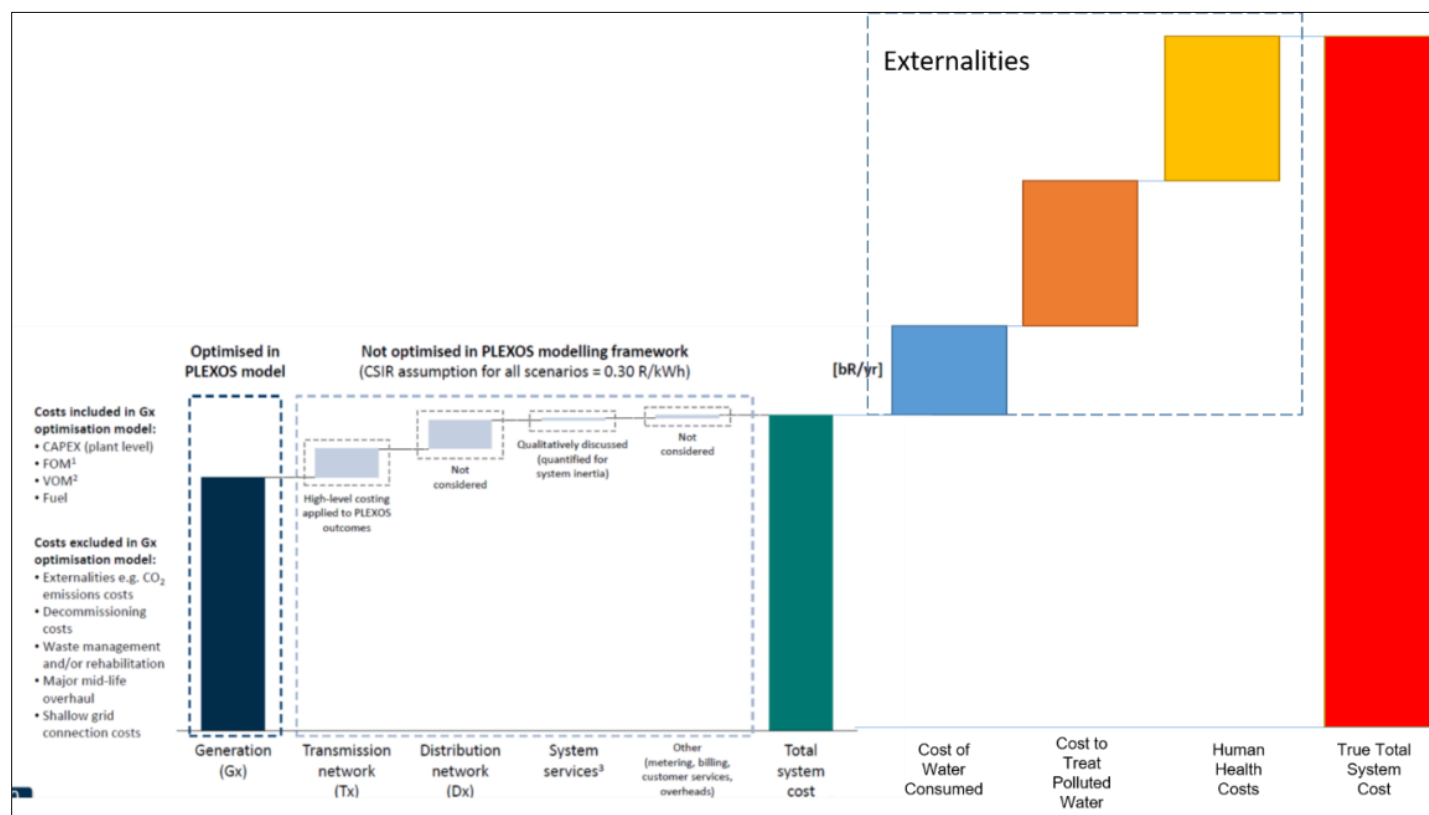 Externalities
Optimised in
PLEXOS model
Not optimised in PLEXOS modelling framework
(CSIR assumption for all scenarios = 0.30 R/kWh)
[bR/yr]
Costs included in Gx
optimisation model:
• CAPEX (plant level)
• FOM¹
• VOM²
• Fuel
Costs excluded in Gx
optimisation model:
• Externalities e.g. CO₂
emissions costs
• Decommissioning
costs
• Waste management
and/or rehabilitation
• Major mid-life
overhaul
• Shallow grid
connection costs
High-level costing
applied to PLEXOS
outcomes
Not
considered
Qualitatively discussed
(quantified for
system inertia)
Not
considered
Generation
(Gx)
Transmission
network
(Tx)
Distribution
network
(Dx)
System
services³
Other
(metering, billing,
customer services,
overheads)
Total
system
cost
Cost of
Water
Consumed
Cost to
Treat
Polluted
Water
Human
Health
Costs
True Total
System
Cost